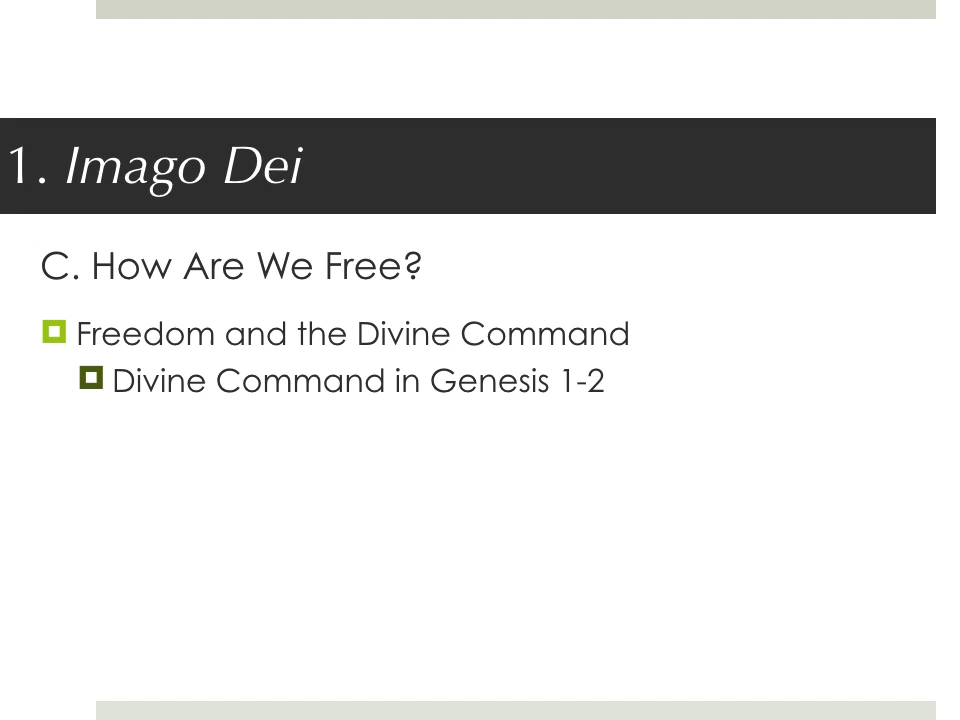 1. Imago Dei
C. How Are We Free?
Freedom and the Divine Command
Divine Command in Genesis 1-2